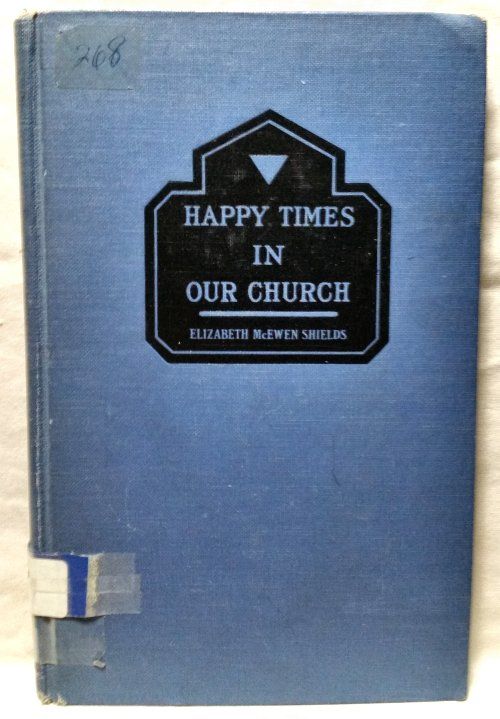 268
HAPPY TIMES
IN
OUR CHURCH
ELIZABETH McEWEN SHIELDS